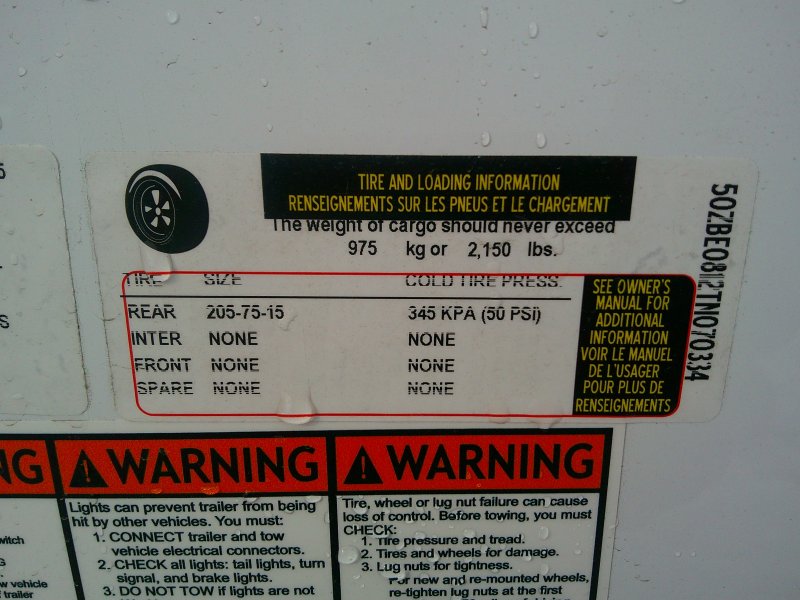 TIRE AND LOADING INFORMATION
RENSEIGNEMENTS SUR LES PNEUS ET LE CHARGEMENT
The weight of cargo should never exceed
975 kg or 2,150 lbs.
TIRE SIZE COLD TIRE PRESS.
REAR 205-75-15 345 KPA (50 PSI)
INTER NONE NONE
FRONT NONE NONE
SPARE NONE NONE
SEE OWNER'S
MANUAL FOR
ADDITIONAL
INFORMATION
VOIR LE MANUEL
DE L'USAGER
POUR PLUS DE
RENSEIGNEMENTS
5
S
NG
witch
vehicle
trailer
WARNING
Lights can prevent trailer from being
hit by other vehicles. You must:
1. CONNECT trailer and tow
vehicle electrical connectors.
2. CHECK all lights: tail lights, turn
signal, and brake lights.
3. DO NOT TOW if lights are not
WARNING
Tire, wheel or lug nut failure can cause
loss of control. Before towing, you must
CHECK:
1. Tire pressure and tread.
2. Tires and wheels for damage.
3. Lug nuts for tightness.
For new and re-mounted wheels,
re-tighten lug nuts at the first